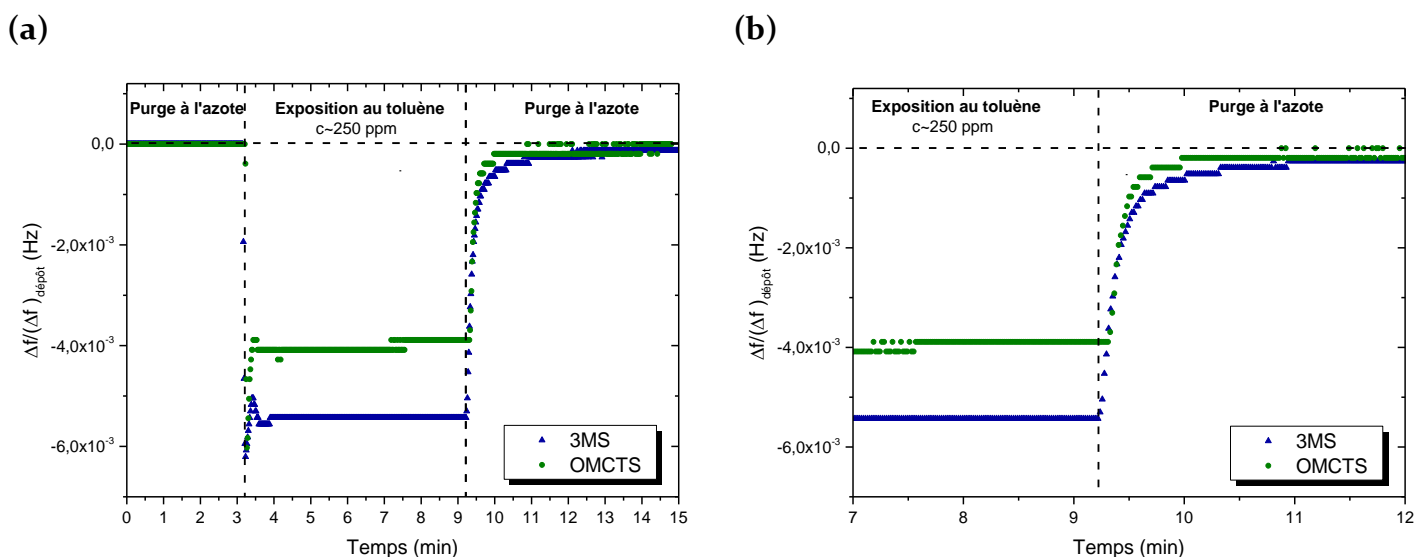 (a)
Purge à l'azote
Exposition au toluène
c~250 ppm
Purge à l'azote
0,0
-2,0x10⁻³
-4,0x10⁻³
-6,0x10⁻³
Δf/(Δf )dépôt (Hz)
3MS
OMCTS
0 1 2 3 4 5 6 7 8 9 10 11 12 13 14 15
Temps (min)
(b)
Exposition au toluène
c~250 ppm
Purge à l'azote
0,0
-2,0x10⁻³
-4,0x10⁻³
-6,0x10⁻³
Δf/(Δf )dépôt (Hz)
3MS
OMCTS
7 8 9 10 11 12
Temps (min)